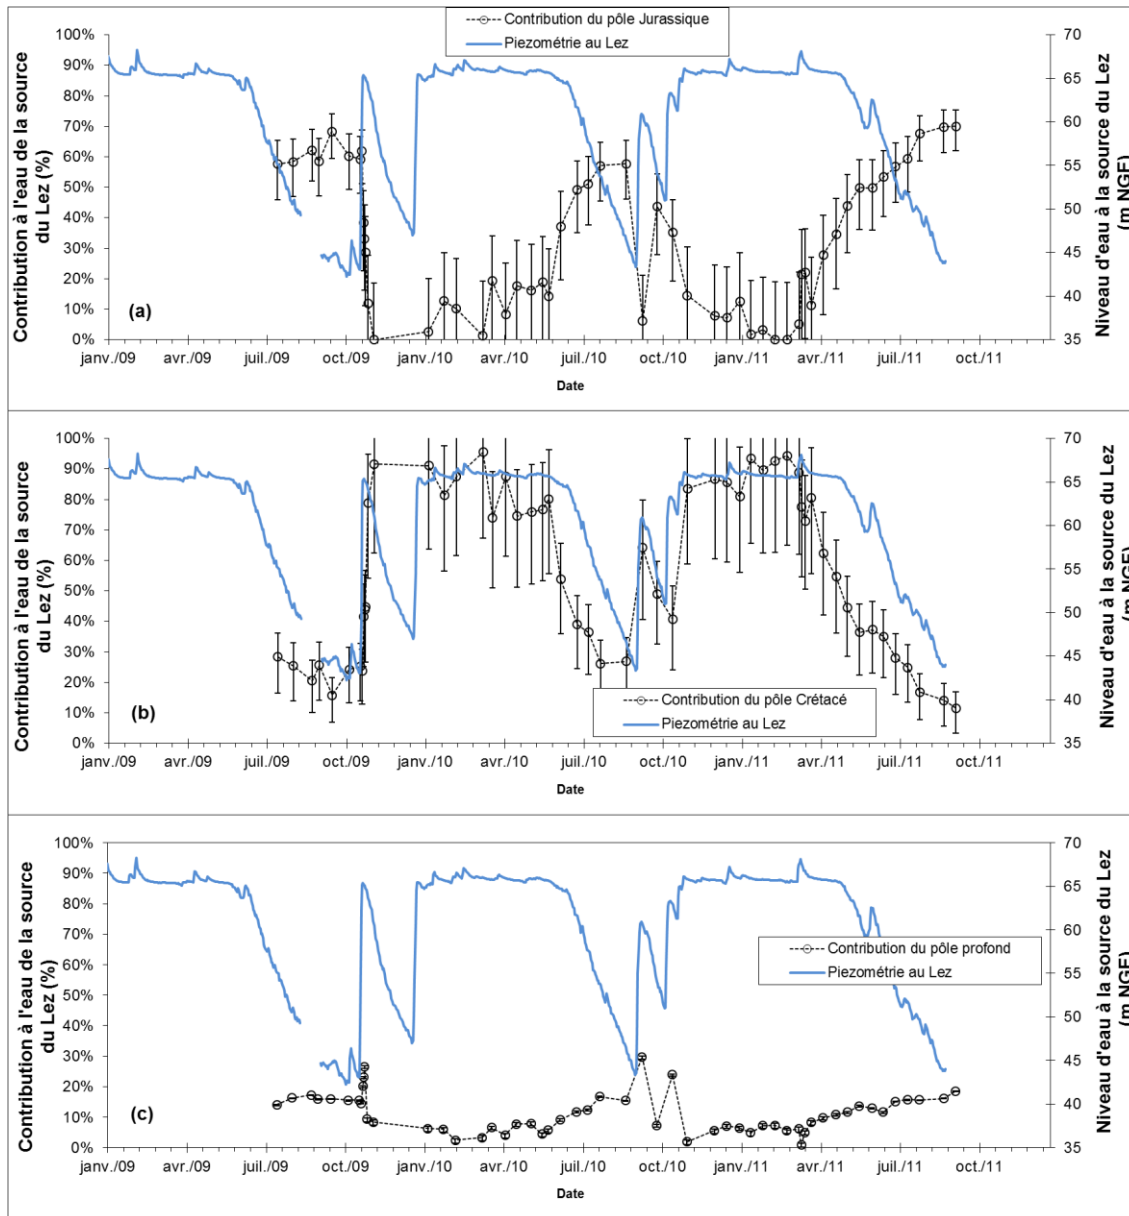 Contribution du pôle Jurassique
Piezométrie au Lez
Contribution à l'eau de la source
du Lez (%)
100%
90%
80%
70%
60%
50%
40%
30%
20%
10%
0%
70
65
60
55
50
45
40
35
Niveau d'eau à la source du Lez
(m NGF)
(a)
janv./09 avr./09 juil./09 oct./09 janv./10 avr./10 juil./10 oct./10 janv./11 avr./11 juil./11 oct./11
Date
Contribution à l'eau de la source
du Lez (%)
100%
90%
80%
70%
60%
50%
40%
30%
20%
10%
0%
70
65
60
55
50
45
40
35
Niveau d'eau à la source du Lez
(m NGF)
Contribution du pôle Crétacé
Piezométrie au Lez
(b)
janv./09 avr./09 juil./09 oct./09 janv./10 avr./10 juil./10 oct./10 janv./11 avr./11 juil./11 oct./11
Date
Contribution à l'eau de la source
du Lez (%)
100%
90%
80%
70%
60%
50%
40%
30%
20%
10%
0%
70
65
60
55
50
45
40
35
Niveau d'eau à la source du Lez
(m NGF)
Contribution du pôle profond
Piezométrie au Lez
(c)
janv./09 avr./09 juil./09 oct./09 janv./10 avr./10 juil./10 oct./10 janv./11 avr./11 juil./11 oct./11
Date